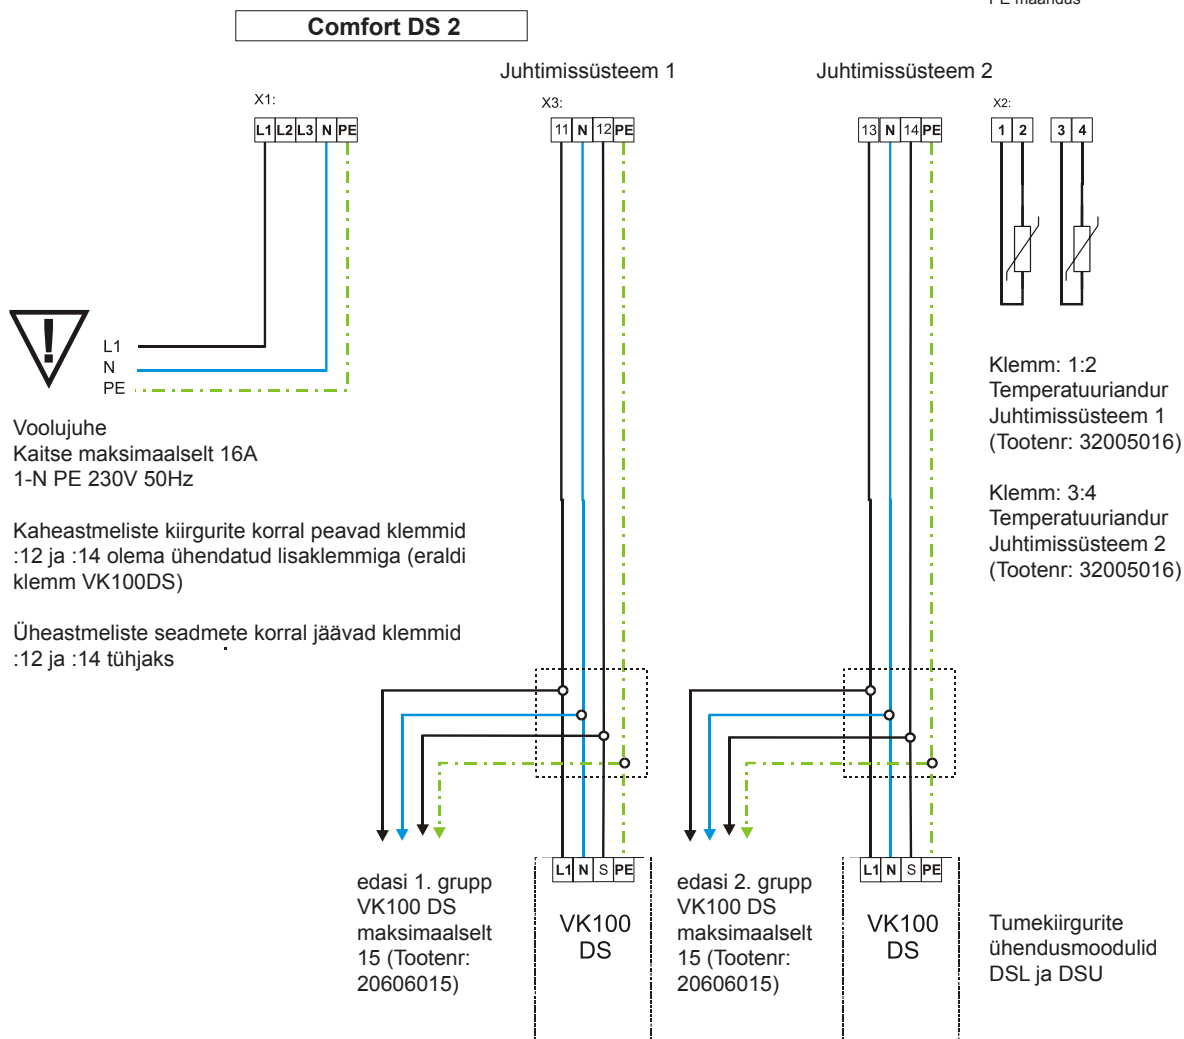 PE maandus
Comfort DS 2
Juhtimissüsteem 1
Juhtimissüsteem 2
X1:
X3:
X2:
L1 L2 L3 N PE
11 N 12 PE
13 N 14 PE
1 2
3 4
L1
N
PE
Voolujuhe
Kaitse maksimaalselt 16A
1-N PE 230V 50Hz
Kaheastmeliste kiirgurite korral peavad klemmid
:12 ja :14 olema ühendatud lisaklemmiga (eraldi
klemm VK100DS)
Üheastmeliste seadmete korral jäävad klemmid
:12 ja :14 tühjaks
Klemm: 1:2
Temperatuuriandur
Juhtimissüsteem 1
(Tootenr: 32005016)
Klemm: 3:4
Temperatuuriandur
Juhtimissüsteem 2
(Tootenr: 32005016)
L1 N S PE
L1 N S PE
edasi 1. grupp
VK100 DS
maksimaalselt
15 (Tootenr:
20606015)
VK100
DS
edasi 2. grupp
VK100 DS
maksimaalselt
15 (Tootenr:
20606015)
VK100
DS
Tumekiirgurite
ühendusmoodulid
DSL ja DSU